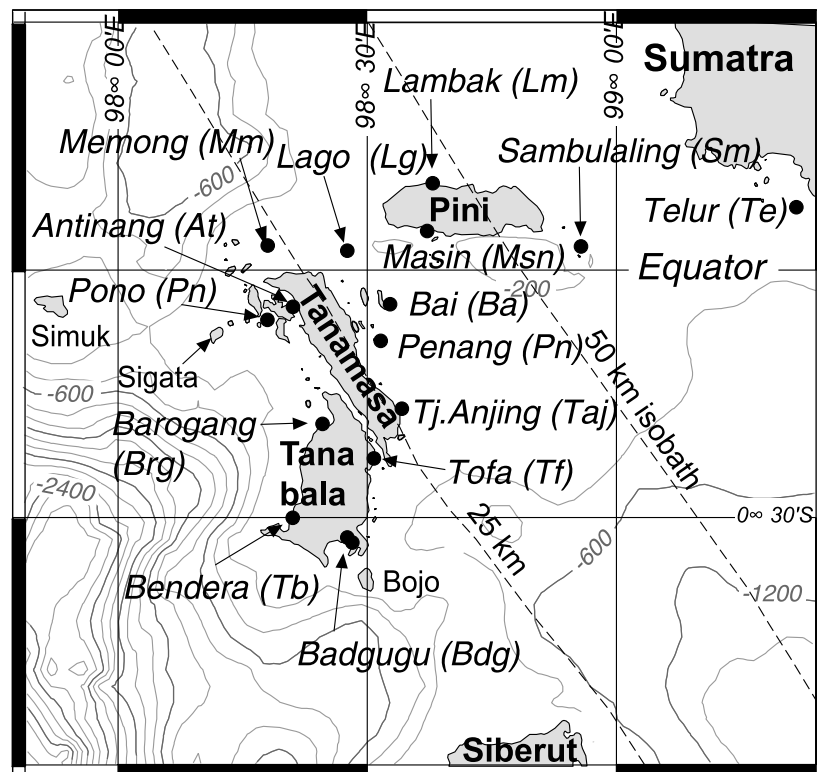 98∞ 00'E
98∞ 30'E
99∞ 00'E
Sumatra
Lambak (Lm)
Memong (Mm)
Lago (Lg)
Sambulaling (Sm)
-600
Pini
Telur (Te)
Antinang (At)
Masin (Msn)
Equator
-200
Pono (Pn)
Bai (Ba)
Simuk
Tanamasa
Penang (Pn)
50 km isobath
Sigata
-600
Tj.Anjing (Taj)
Barogang
(Brg)
Tana
bala
Tofa (Tf)
-2400
25 km
0∞ 30'S
-600
Bendera (Tb)
Bojo
-1200
Badgugu (Bdg)
Siberut